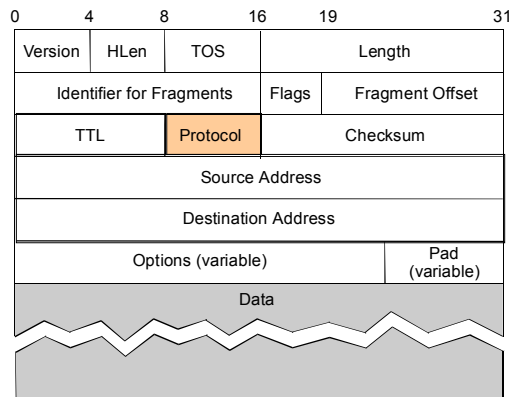 0 4 8 16 19 31
Version HLen TOS Length
Identifier for Fragments Flags Fragment Offset
TTL Protocol Checksum
Source Address
Destination Address
Options (variable) Pad
(variable)
Data